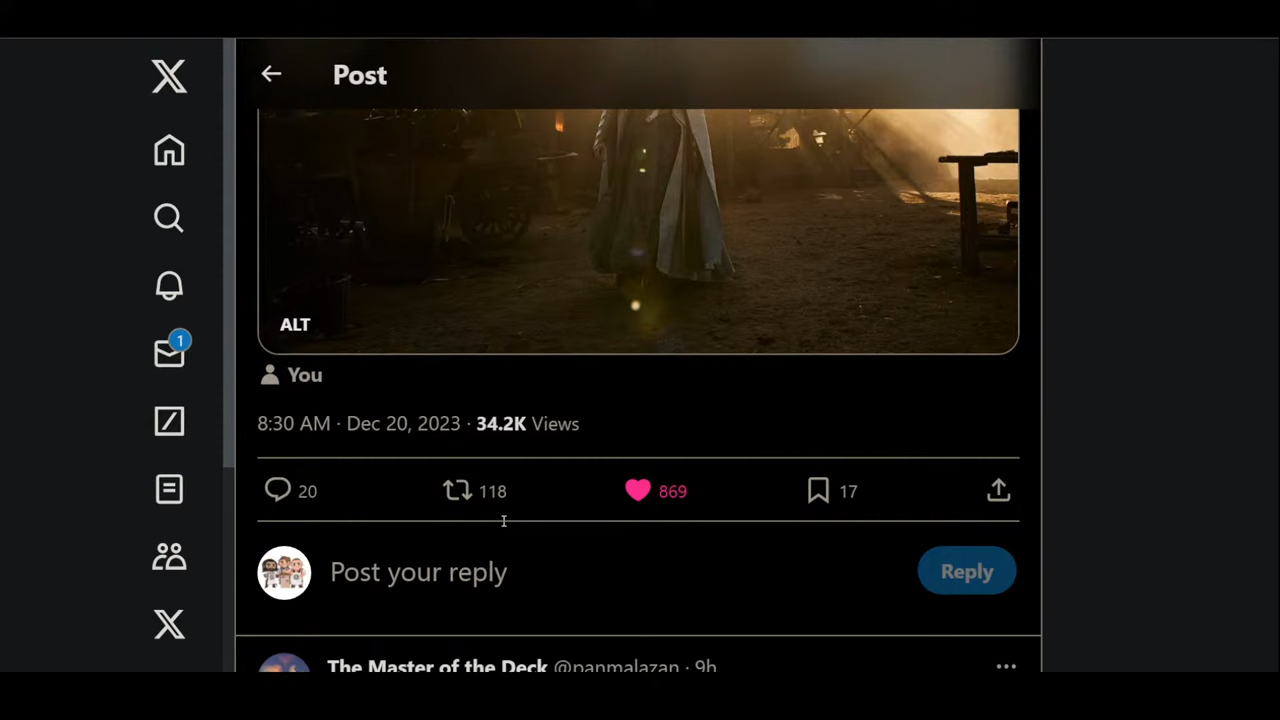 Post
1
ALT
You
8:30 AM · Dec 20, 2023 · 34.2K Views
20 118 869 17
Post your reply
Reply
The Master of the Deck @panmalazan · 9h